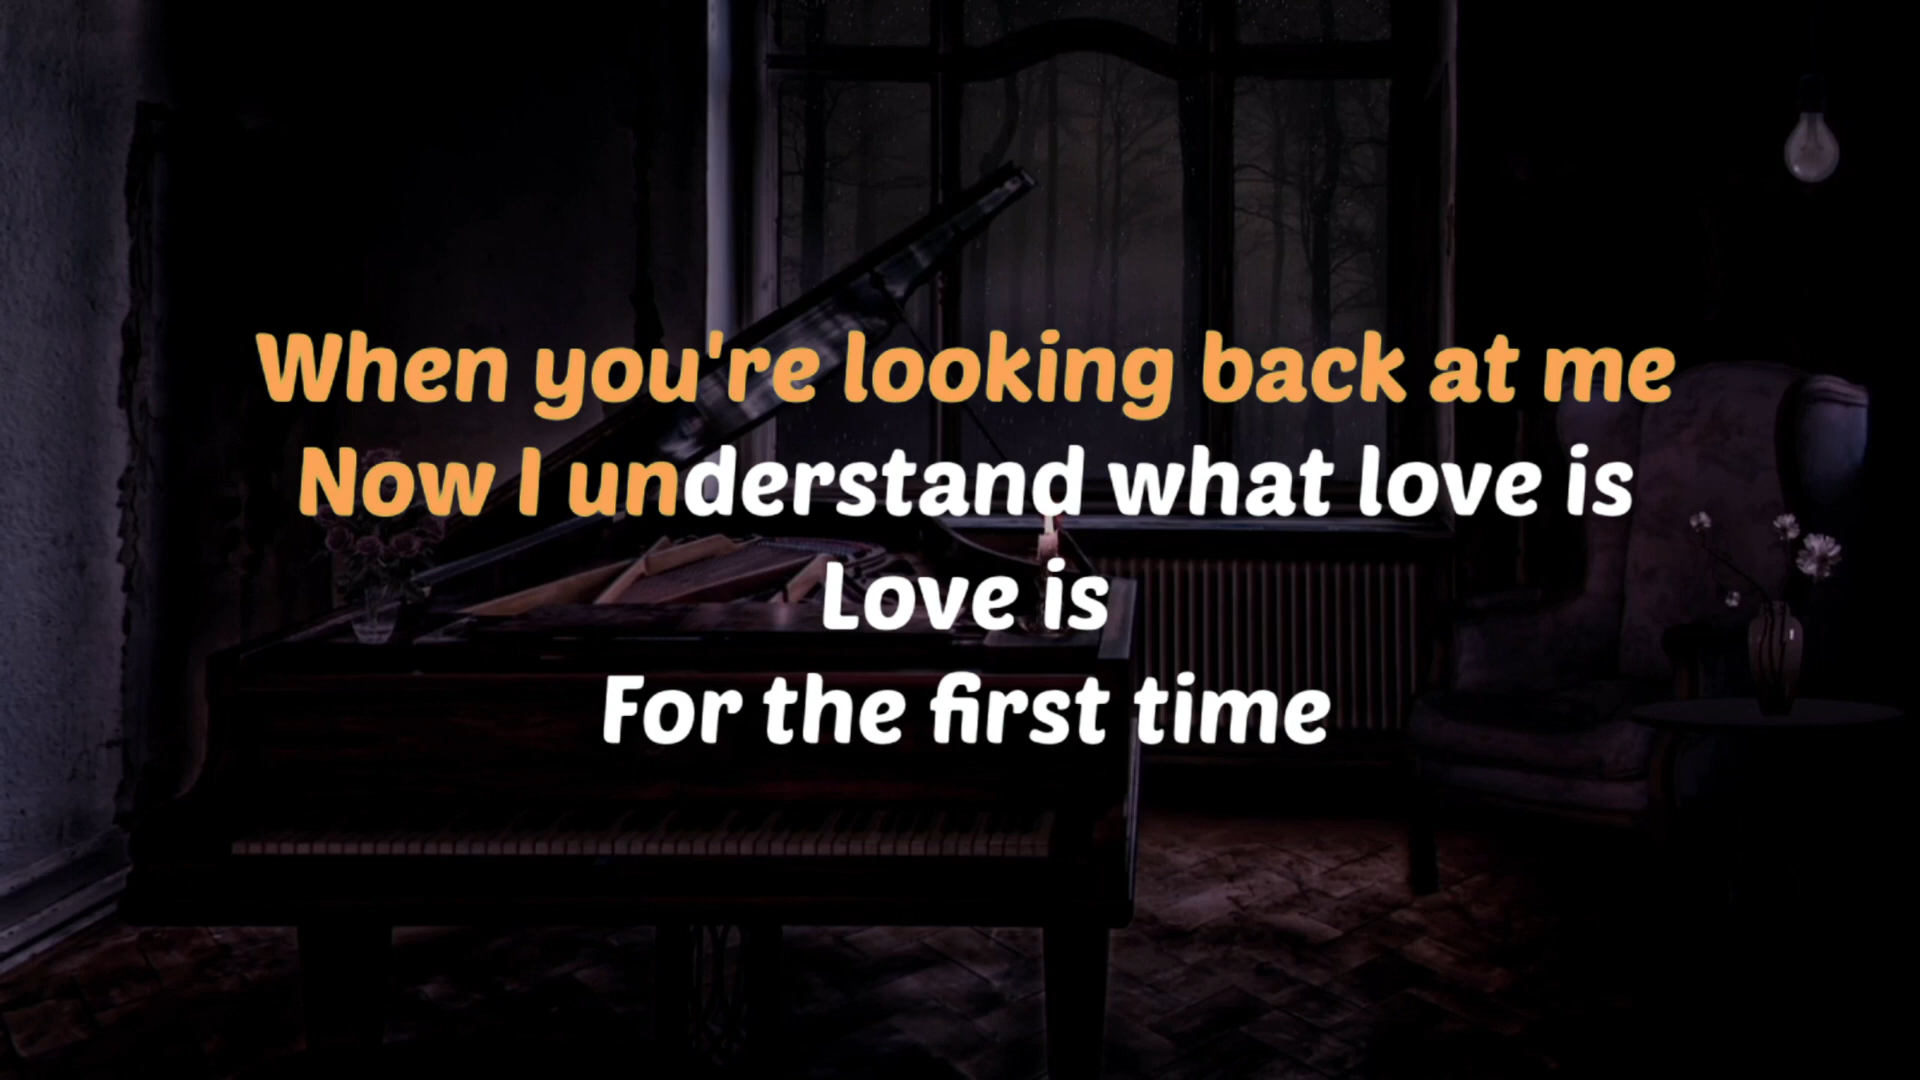 When you're looking back at me
Now I understand what love is
Love is
For the first time